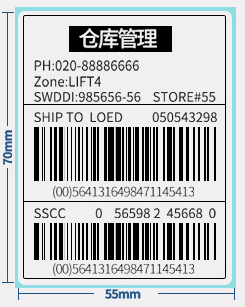 仓库管理
PH:020-88886666
Zone:LIFT4
SWDDI:985656-56 STORE#55
SHIP TO LOED 050543298
(00)5641316498471145413
SSCC 0 56598 2 45668 0
(00)5641316498471145413
70mm
55mm